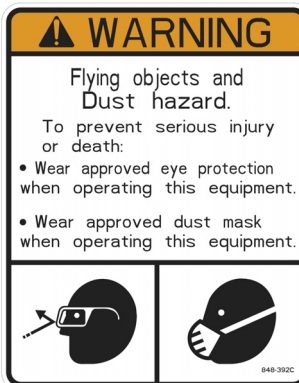 WARNING
Flying objects and
Dust hazard.
To prevent serious injury
or death:
• Wear approved eye protection
when operating this equipment.
• Wear approved dust mask
when operating this equipment.
848-392C